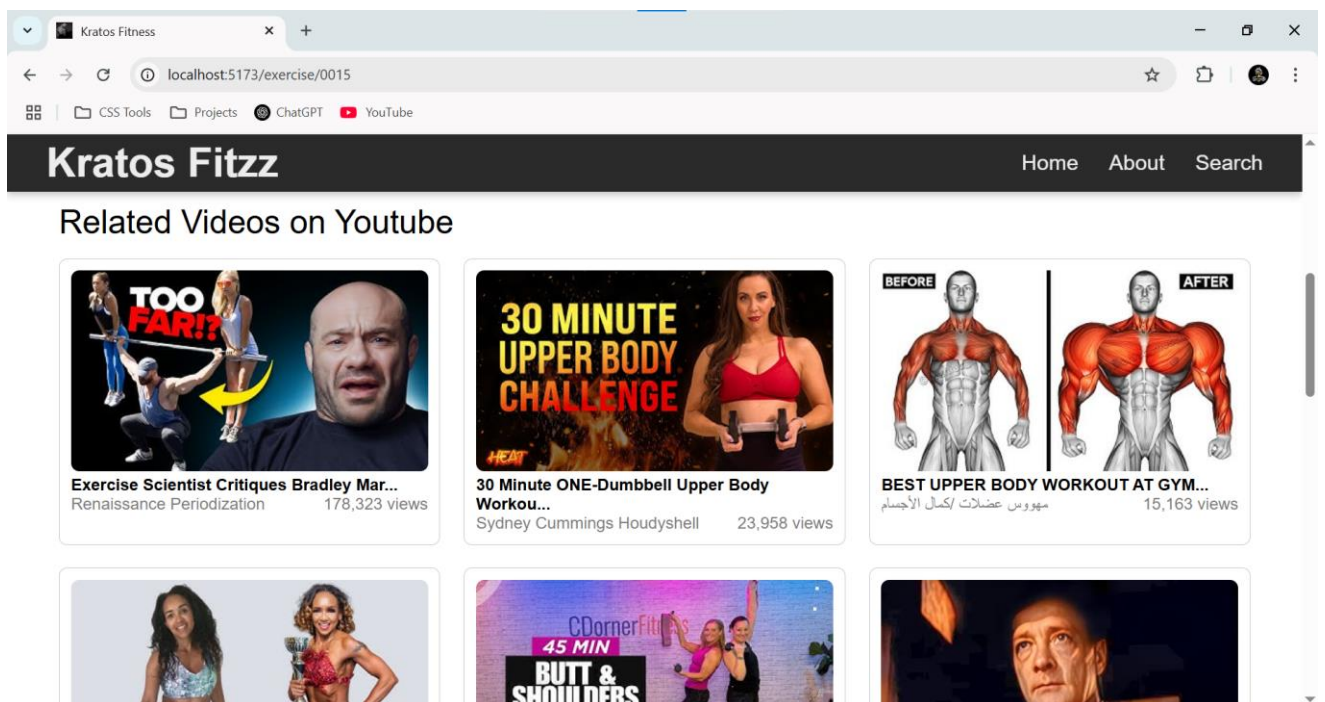 Kratos Fitness
localhost:5173/exercise/0015
CSS Tools Projects ChatGPT YouTube
Kratos Fitzz Home About Search
Related Videos on Youtube
TOO
FAR!?
Exercise Scientist Critiques Bradley Mar...
Renaissance Periodization 178,323 views
30 MINUTE
UPPER BODY
CHALLENGE
HEAT
30 Minute ONE-Dumbbell Upper Body
Workou...
Sydney Cummings Houdyshell 23,958 views
BEFORE AFTER
BEST UPPER BODY WORKOUT AT GYM...
مهووس عضلات /كمال الأجسام 15,163 views
CDornerFitness
45 MIN
BUTT &
SHOULDERS